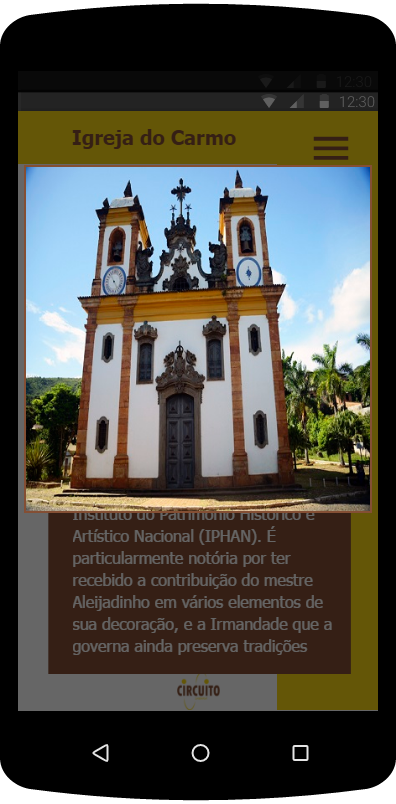 12:30
12:30
Igreja do Carmo
Instituto do Patrimônio Histórico e
Artístico Nacional (IPHAN). É
particularmente notória por ter
recebido a contribuição do mestre
Aleijadinho em vários elementos de
sua decoração, e a Irmandade que a
governa ainda preserva tradições
CIRCUITO